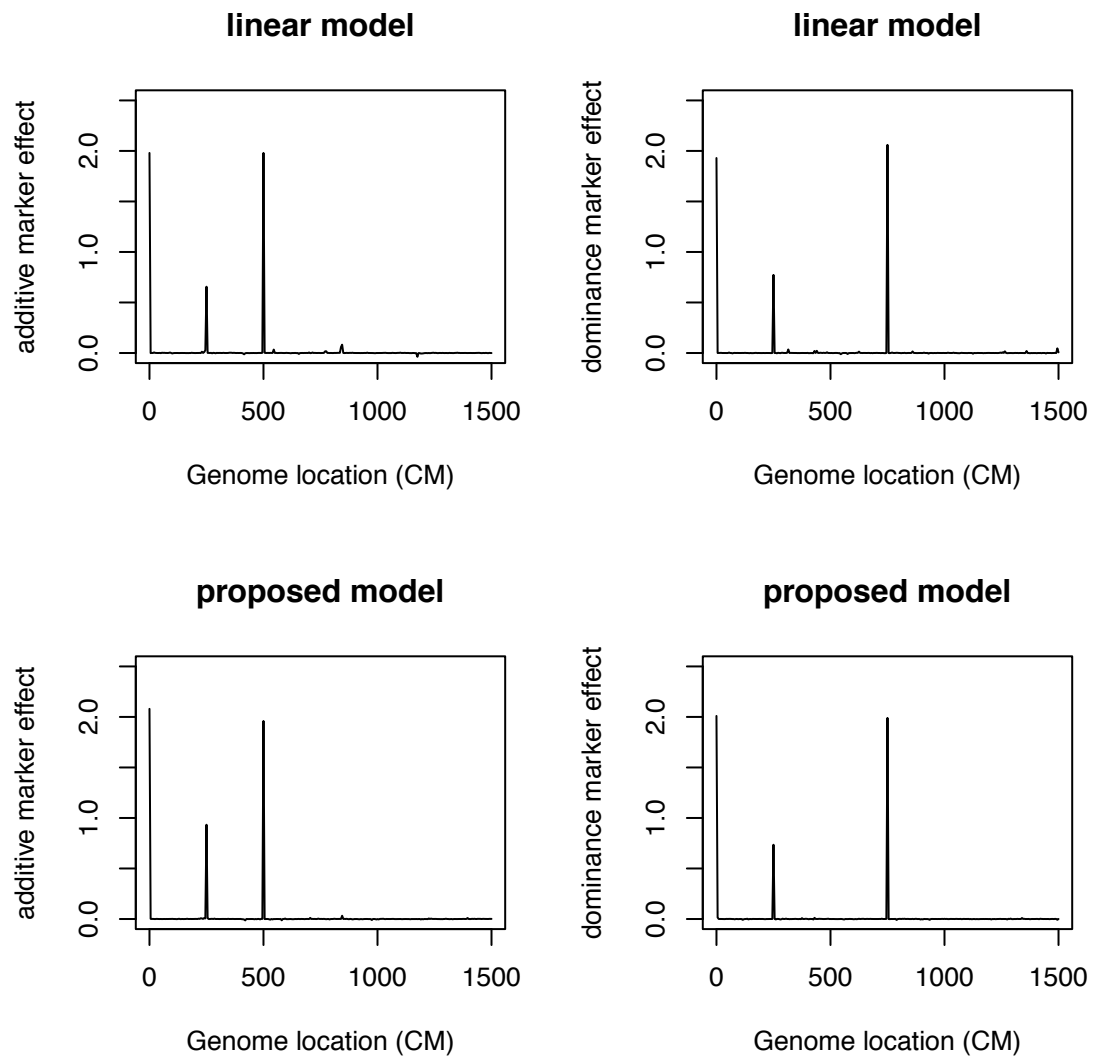 linear model
additive marker effect
0.0 1.0 2.0
0 500 1000 1500
Genome location (CM)
linear model
dominance marker effect
0.0 1.0 2.0
0 500 1000 1500
Genome location (CM)
proposed model
additive marker effect
0.0 1.0 2.0
0 500 1000 1500
Genome location (CM)
proposed model
dominance marker effect
0.0 1.0 2.0
0 500 1000 1500
Genome location (CM)